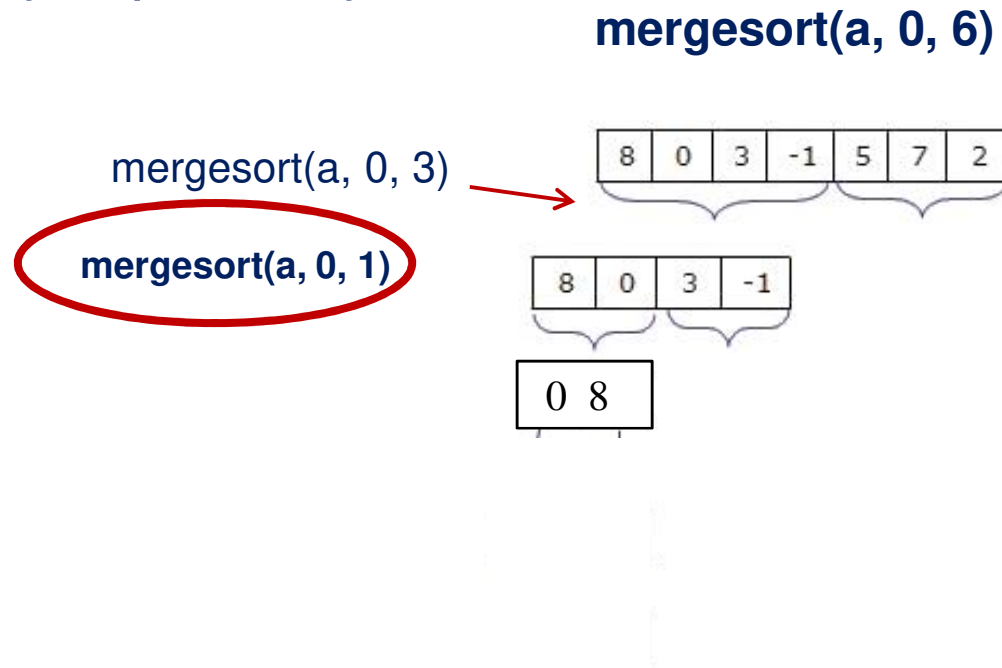 mergesort(a, 0, 6)
8 0 3 -1 5 7 2
mergesort(a, 0, 3)
mergesort(a, 0, 1)
8 0 3 -1
0 8